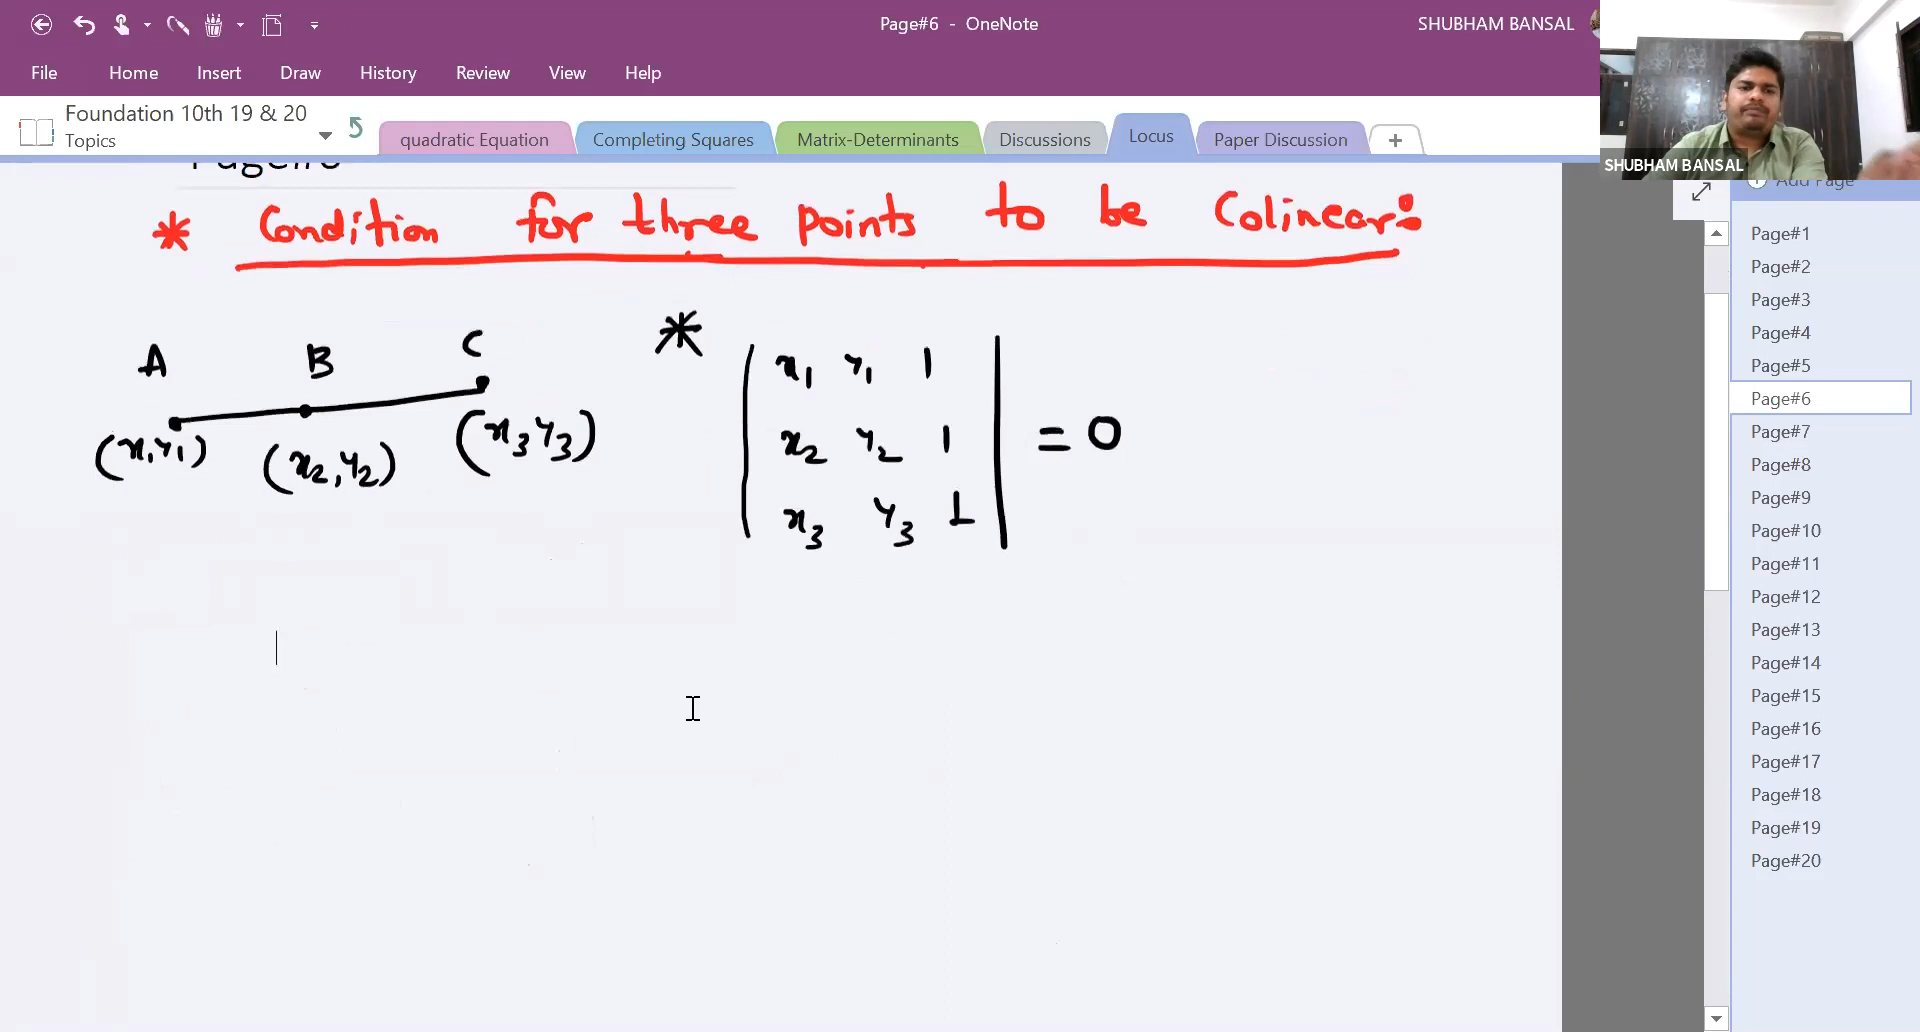 Page#6 - OneNote
SHUBHAM BANSAL
File Home Insert Draw History Review View Help
SHUBHAM BANSAL
Foundation 10th 19 & 20
Topics
quadratic Equation Completing Squares Matrix-Determinants Discussions Locus Paper Discussion +
Page#6
Add Page
* Condition for three points to be Colinear:
A B C
(x,y1) (x2,y2) (x3y3)
*
x1 y1 1
x2 y2 1 = 0
x3 y3 1
Page#1
Page#2
Page#3
Page#4
Page#5
Page#6
Page#7
Page#8
Page#9
Page#10
Page#11
Page#12
Page#13
Page#14
Page#15
Page#16
Page#17
Page#18
Page#19
Page#20